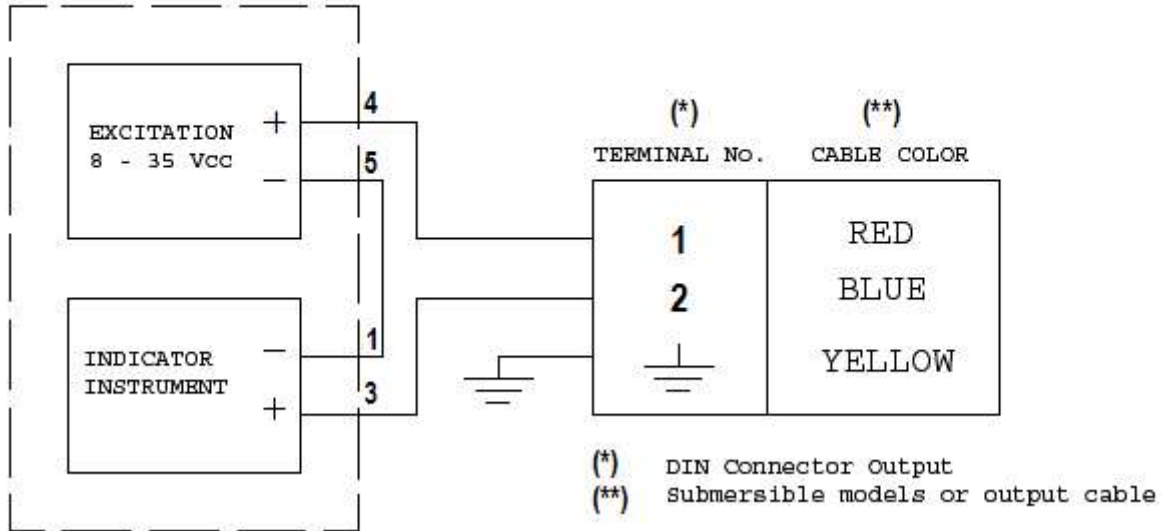 EXCITATION
8 - 35 Vcc
+
−
4
5
INDICATOR
INSTRUMENT
−
+
1
3
(*)
(**)
TERMINAL No.
CABLE COLOR
1
RED
2
BLUE
YELLOW
(*) DIN Connector Output
(**) Submersible models or output cable